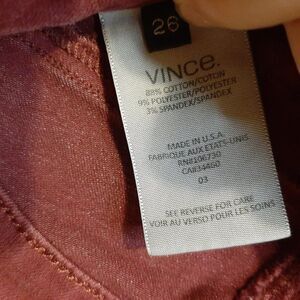 26
VINCE.
88% COTTON/COTON
9% POLYESTER/POLYESTER
3% SPANDEX/SPANDEX
MADE IN U.S.A.
FABRIQUE AUX ETATS-UNIS
RN#106730
CA#34460
03
SEE REVERSE FOR CARE
VOIR AU VERSO POUR LES SOINS